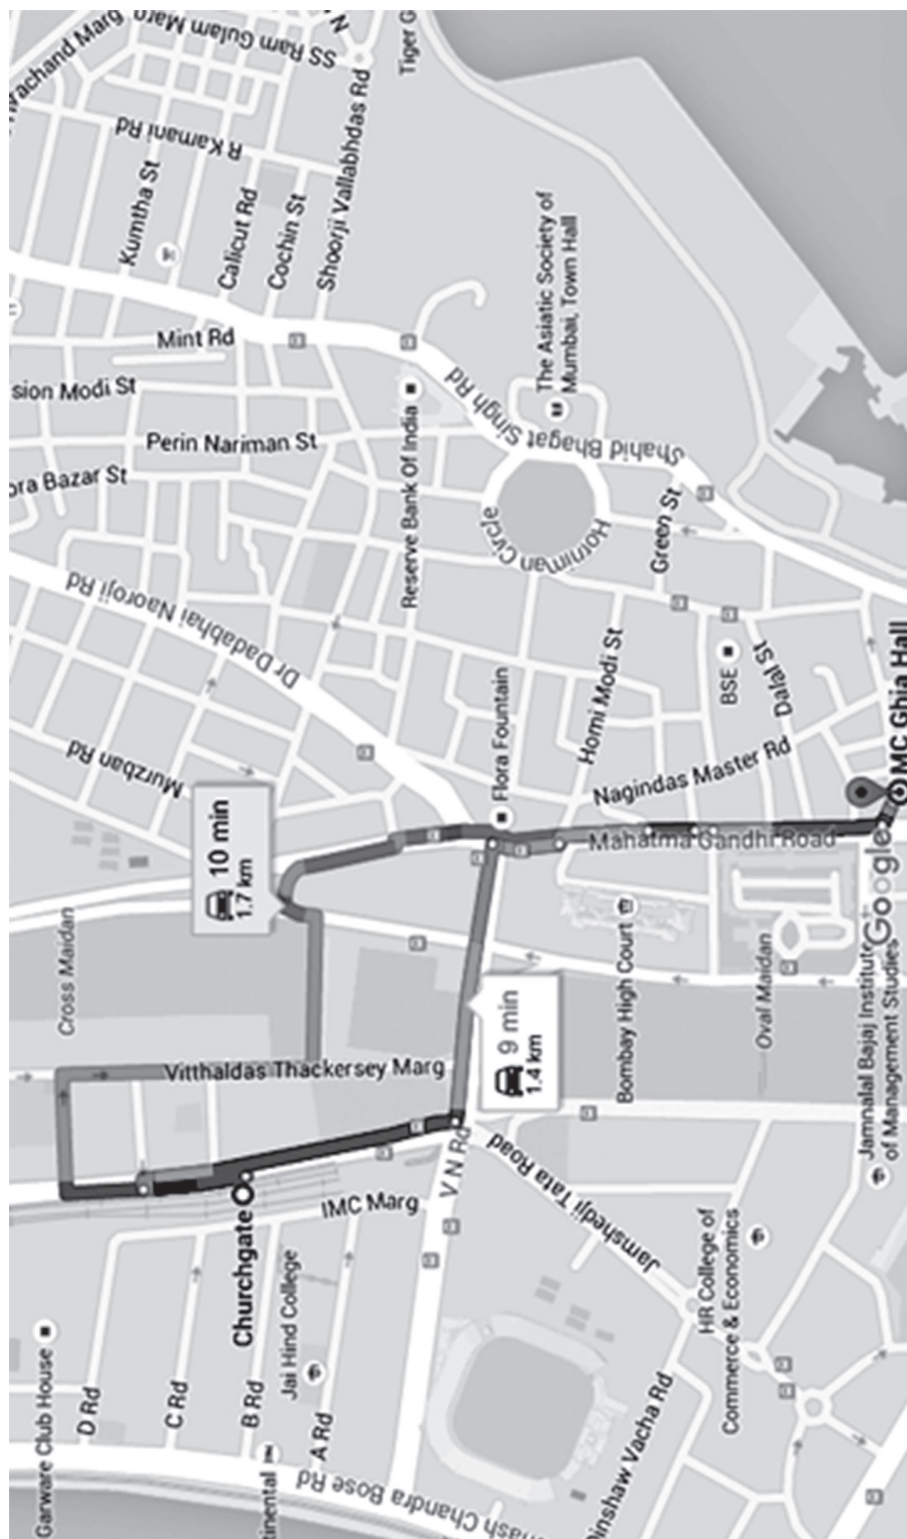 SS Ram Gulam Marg
Tiger
R Kamani Rd
Kumtha St
Calicut Rd
Cochin St
Shoorji Vallabhdas Rd
Mint Rd
Modi St
Perin Nariman St
Bazar St
The Asiatic Society of
Mumbai, Town Hall
Shahid Bhagat Singh Rd
Reserve Bank Of India
Horniman Circle
Green St
Dr Dadabhai Naoroji Rd
Murzban Rd
Flora Fountain
Homi Modi St
BSE
Dalal St
Nagindas Master Rd
MC Ghia Hall
Mahatma Gandhi Road
Google
10 min
1.7 km
Cross Maidan
Bombay High Court
Oval Maidan
Jamnalal Bajaj Institute
of Management Studies
9 min
1.4 km
Vitthaldas Thackersey Marg
V N Rd
Jamshedji Tata Road
IMC Marg
Churchgate
Jai Hind College
HR College of
Commerce & Economics
Garware Club House
D Rd
C Rd
B Rd
A Rd
Chandra Bose Rd
Vacha Rd